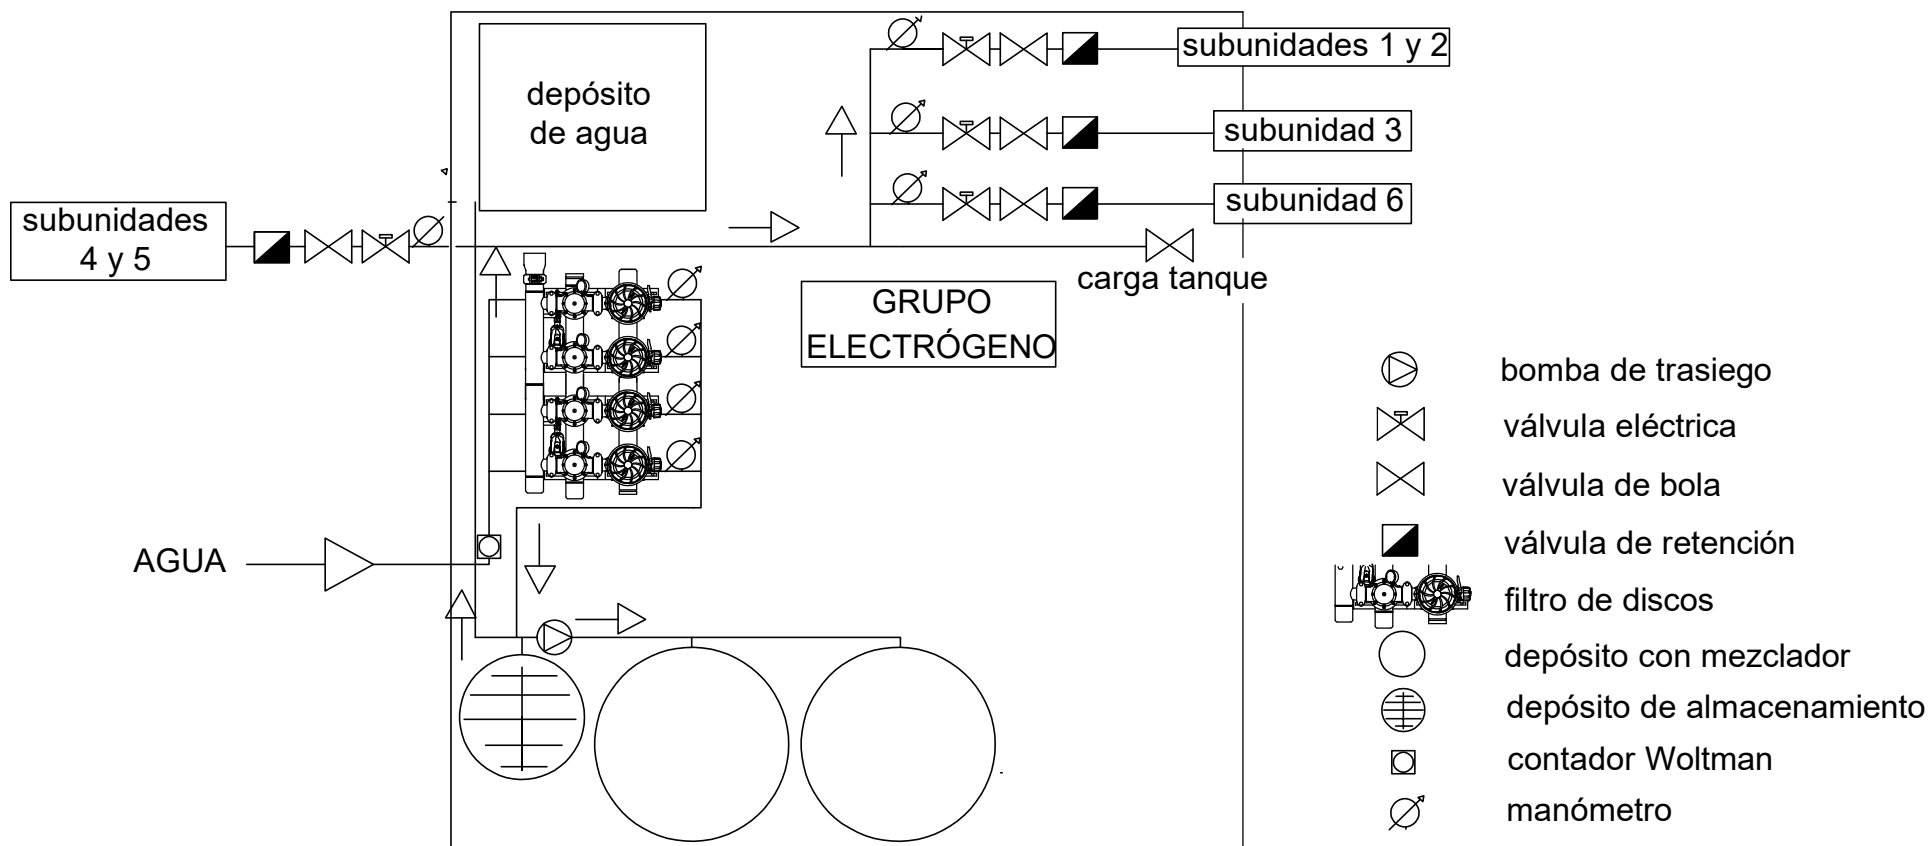 depósito
de agua
subunidades 1 y 2
subunidad 3
subunidad 6
subunidades
4 y 5
carga tanque
GRUPO
ELECTRÓGENO
AGUA
bomba de trasiego
válvula eléctrica
válvula de bola
válvula de retención
filtro de discos
depósito con mezclador
depósito de almacenamiento
contador Woltman
manómetro